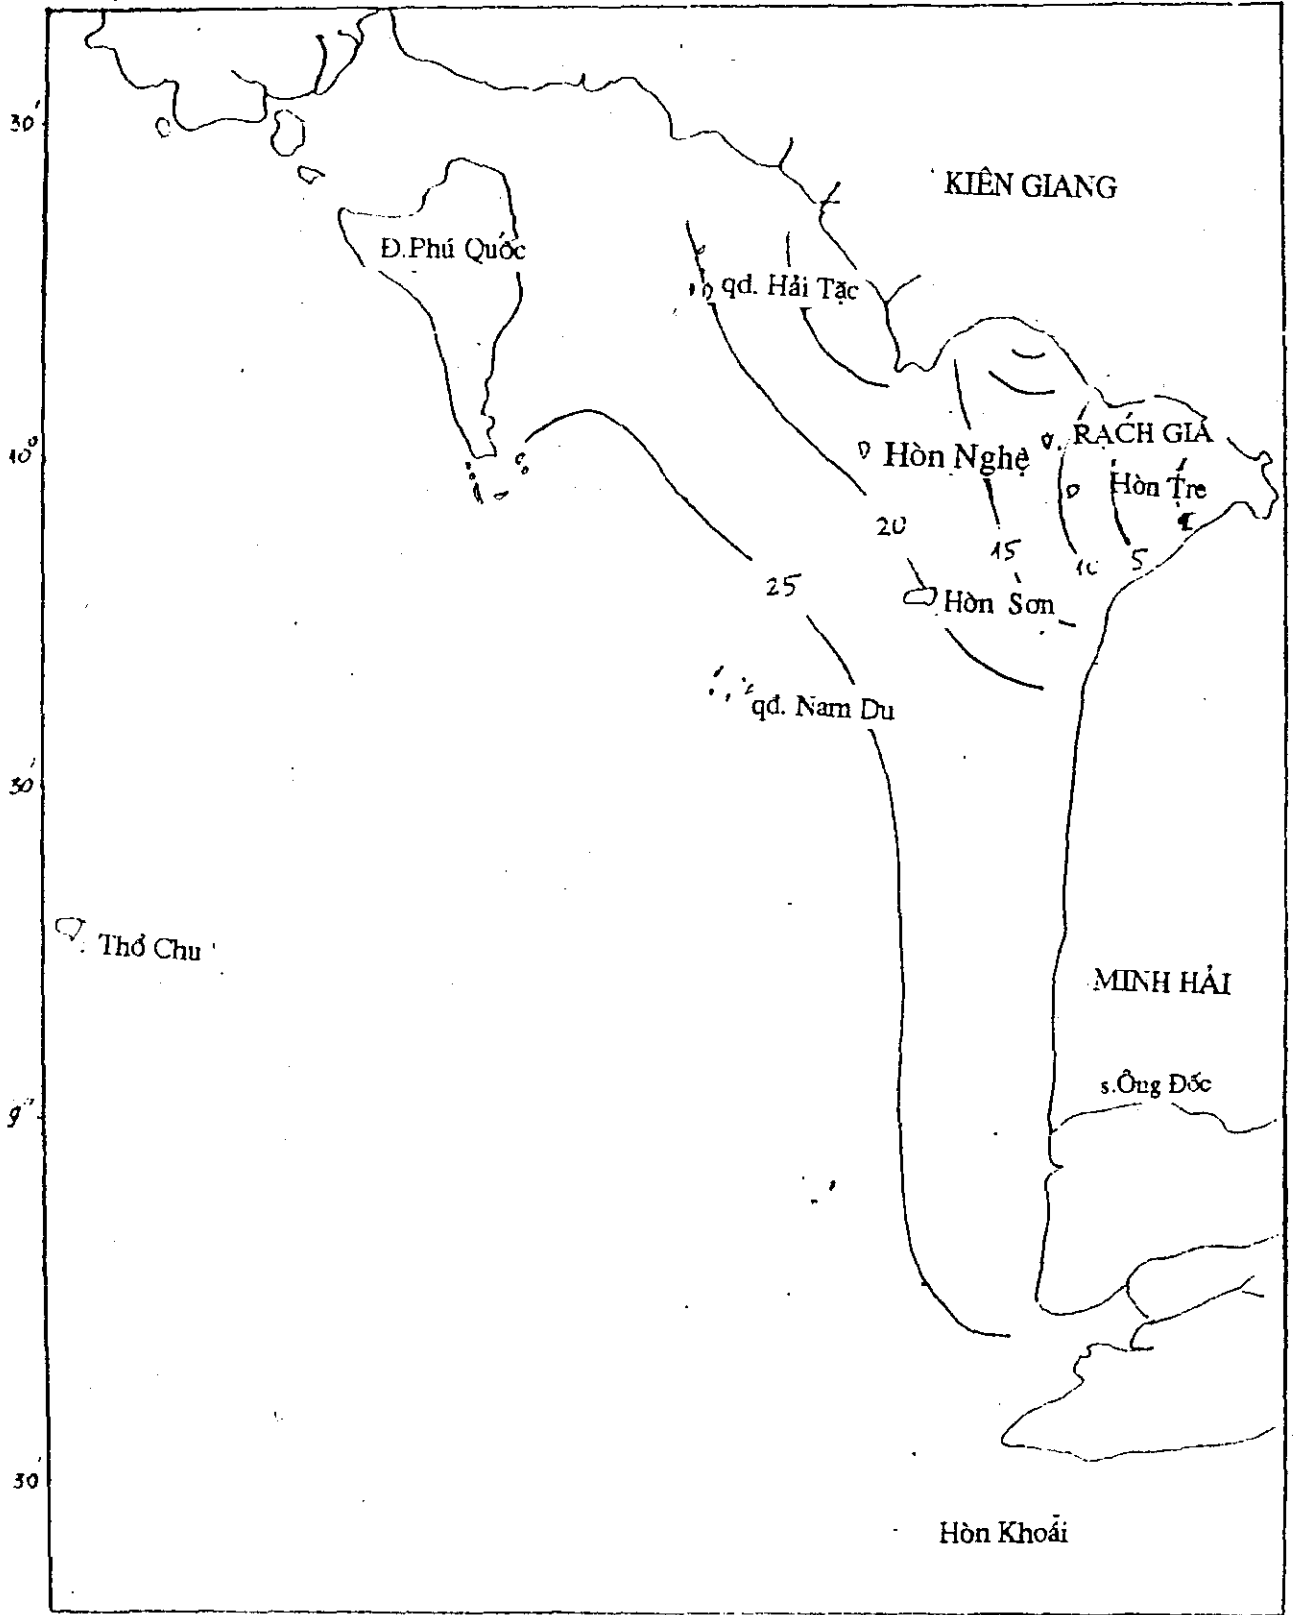 30'
KIÊN GIANG
Đ.Phú Quốc
qd. Hải Tặc
10°
Hòn Nghệ
RẠCH GIÁ
Hòn Tre
20
15
10
5
25
Hòn Sơn
qđ. Nam Du
30'
Thổ Chu
MINH HẢI
s.Ông Đốc
9°
30'
Hòn Khoai